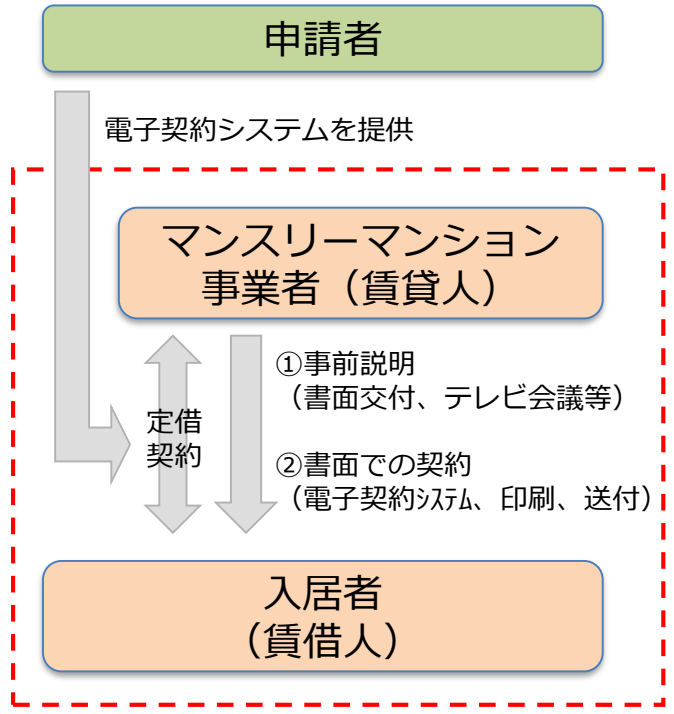 申請者
電子契約システムを提供
マンスリーマンション
事業者（賃貸人）
①事前説明
（書面交付、テレビ会議等）
定借
契約
②書面での契約
（電子契約ｼｽﾃﾑ、印刷、送付）
入居者
（賃借人）